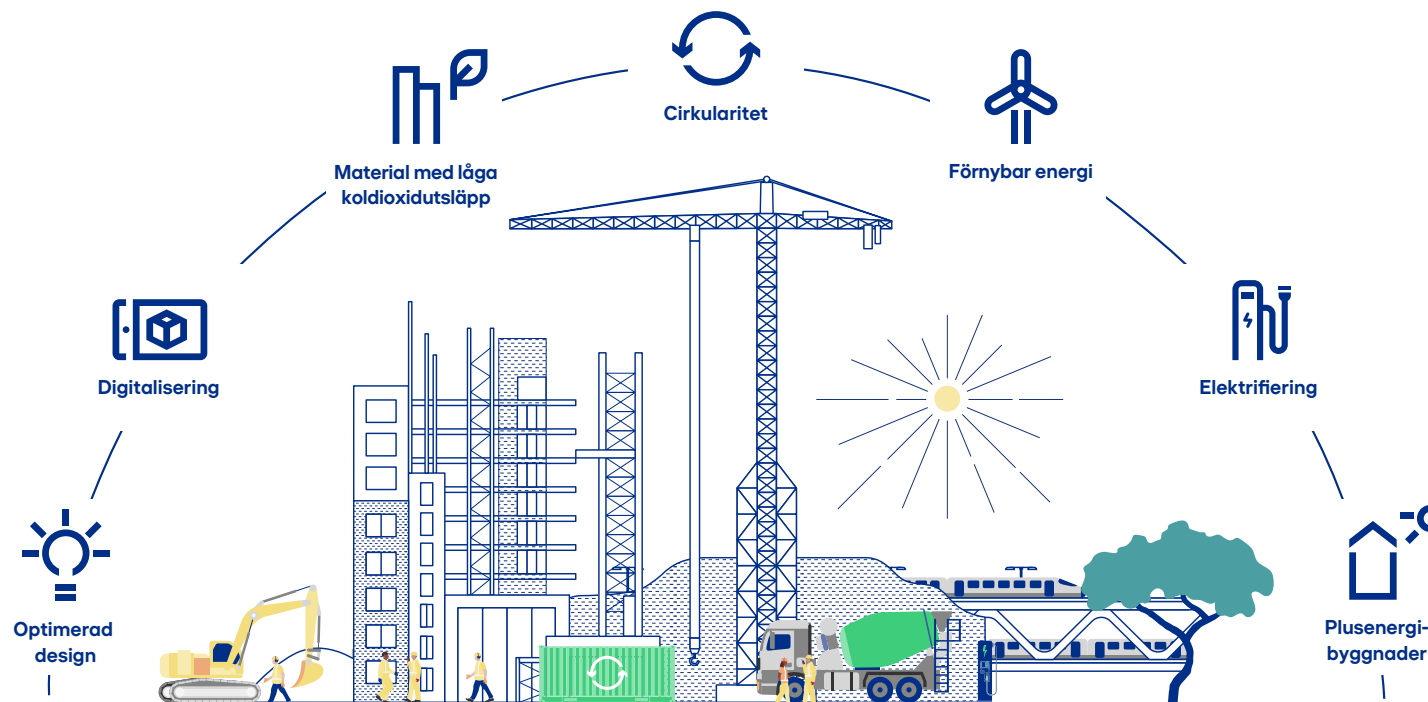 Cirkularitet
Material med låga
koldioxidutsläpp
Förnybar energi
Digitalisering
Elektrifiering
Optimerad
design
Plusenergi-
byggnader